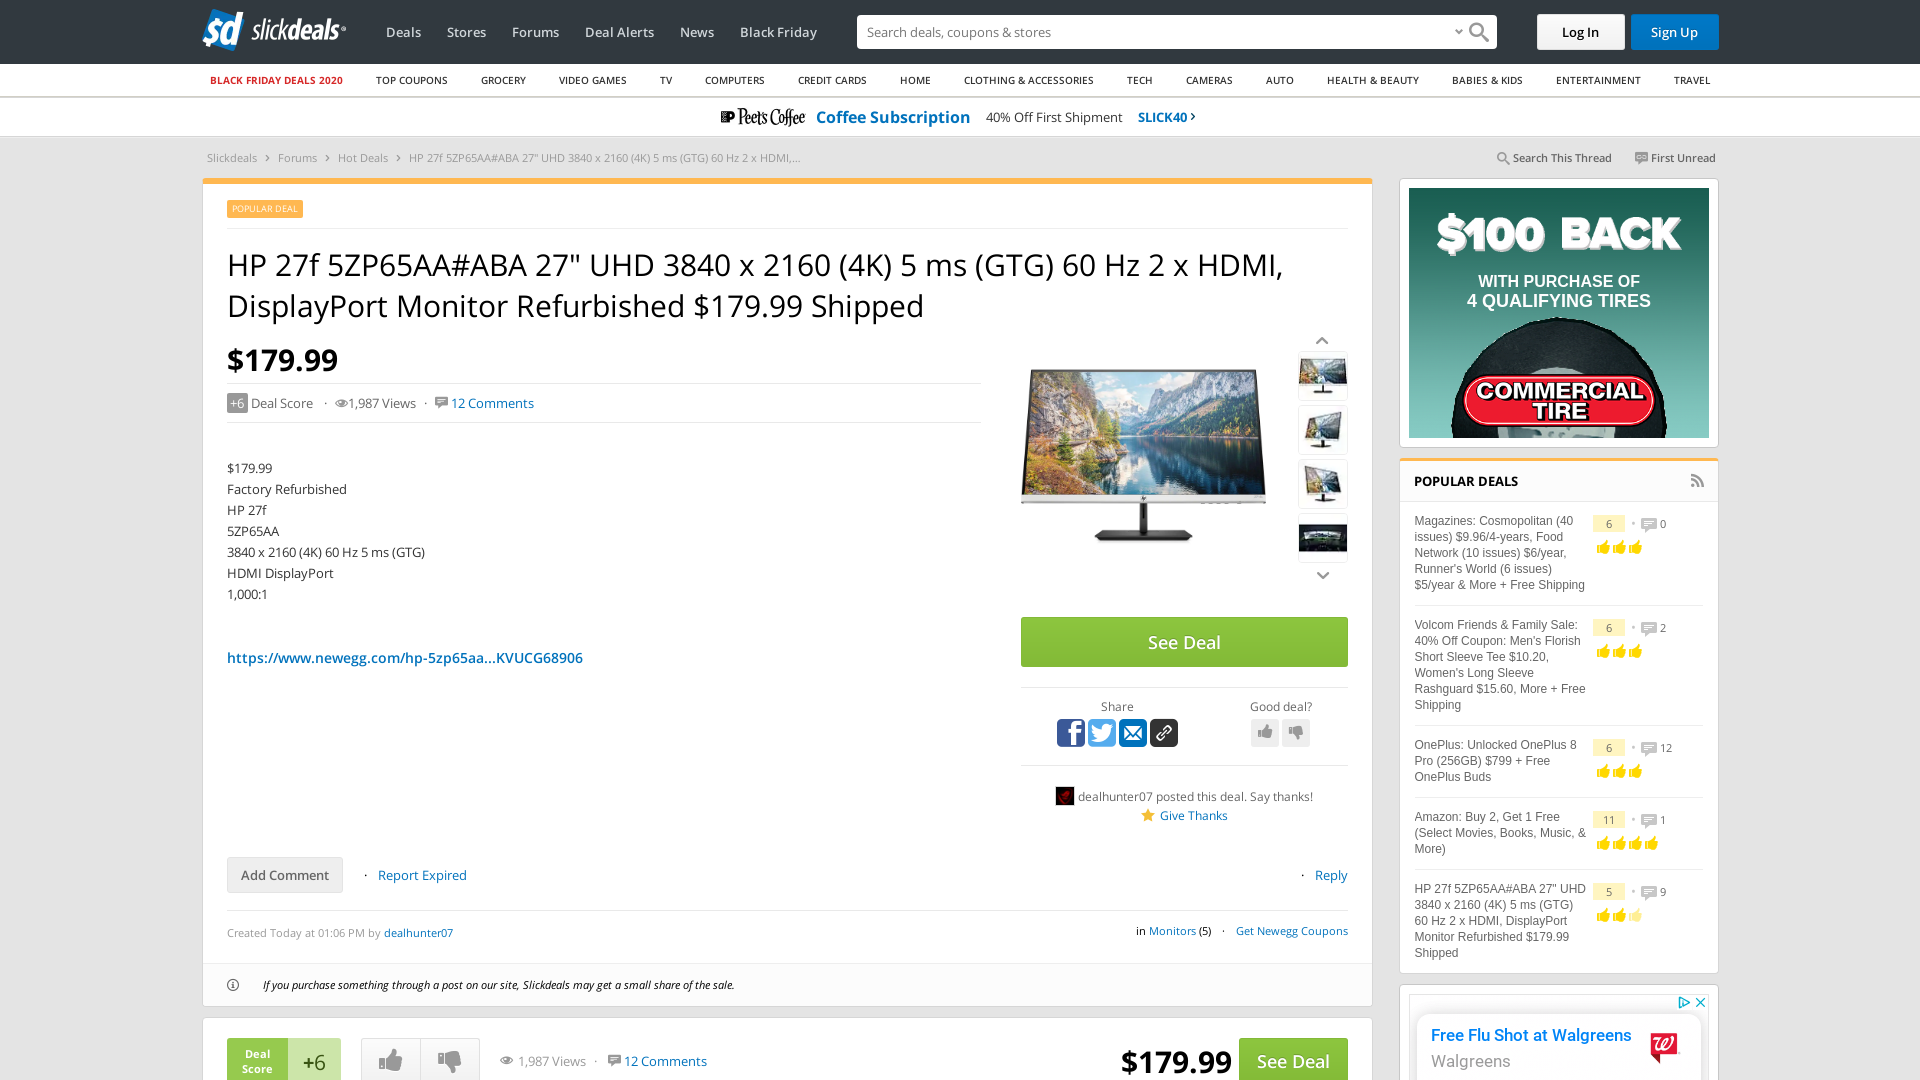 sd slickdeals
Deals Stores Forums Deal Alerts News Black Friday
Search deals, coupons & stores
Log In Sign Up
BLACK FRIDAY DEALS 2020 TOP COUPONS GROCERY VIDEO GAMES TV COMPUTERS CREDIT CARDS HOME CLOTHING & ACCESSORIES TECH CAMERAS AUTO HEALTH & BEAUTY BABIES & KIDS ENTERTAINMENT TRAVEL
Peet's Coffee Coffee Subscription 40% Off First Shipment SLICK40
Slickdeals Forums Hot Deals HP 27f 5ZP65AA#ABA 27" UHD 3840 x 2160 (4K) 5 ms (GTG) 60 Hz 2 x HDMI,...
Search This Thread First Unread
POPULAR DEAL
HP 27f 5ZP65AA#ABA 27" UHD 3840 x 2160 (4K) 5 ms (GTG) 60 Hz 2 x HDMI,
DisplayPort Monitor Refurbished $179.99 Shipped
$179.99
+6 Deal Score · 1,987 Views · 12 Comments
$179.99
Factory Refurbished
HP 27f
5ZP65AA
3840 x 2160 (4K) 60 Hz 5 ms (GTG)
HDMI DisplayPort
1,000:1
https://www.newegg.com/hp-5zp65aa...KVUCG68906
See Deal
Share
Good deal?
dealhunter07 posted this deal. Say thanks!
Give Thanks
Add Comment · Report Expired
· Reply
Created Today at 01:06 PM by dealhunter07
in Monitors (5) · Get Newegg Coupons
If you purchase something through a post on our site, Slickdeals may get a small share of the sale.
Deal
Score
+6
1,987 Views · 12 Comments
$179.99
See Deal
$100 BACK
WITH PURCHASE OF
4 QUALIFYING TIRES
COMMERCIAL
TIRE
POPULAR DEALS
Magazines: Cosmopolitan (40
issues) $9.96/4-years, Food
Network (10 issues) $6/year,
Runner's World (6 issues)
$5/year & More + Free Shipping
6 • 0
Volcom Friends & Family Sale:
40% Off Coupon: Men's Florish
Short Sleeve Tee $10.20,
Women's Long Sleeve
Rashguard $15.60, More + Free
Shipping
6 • 2
OnePlus: Unlocked OnePlus 8
Pro (256GB) $799 + Free
OnePlus Buds
6 • 12
Amazon: Buy 2, Get 1 Free
(Select Movies, Books, Music, &
More)
11 • 1
HP 27f 5ZP65AA#ABA 27" UHD
3840 x 2160 (4K) 5 ms (GTG)
60 Hz 2 x HDMI, DisplayPort
Monitor Refurbished $179.99
Shipped
5 • 9
Free Flu Shot at Walgreens
Walgreens